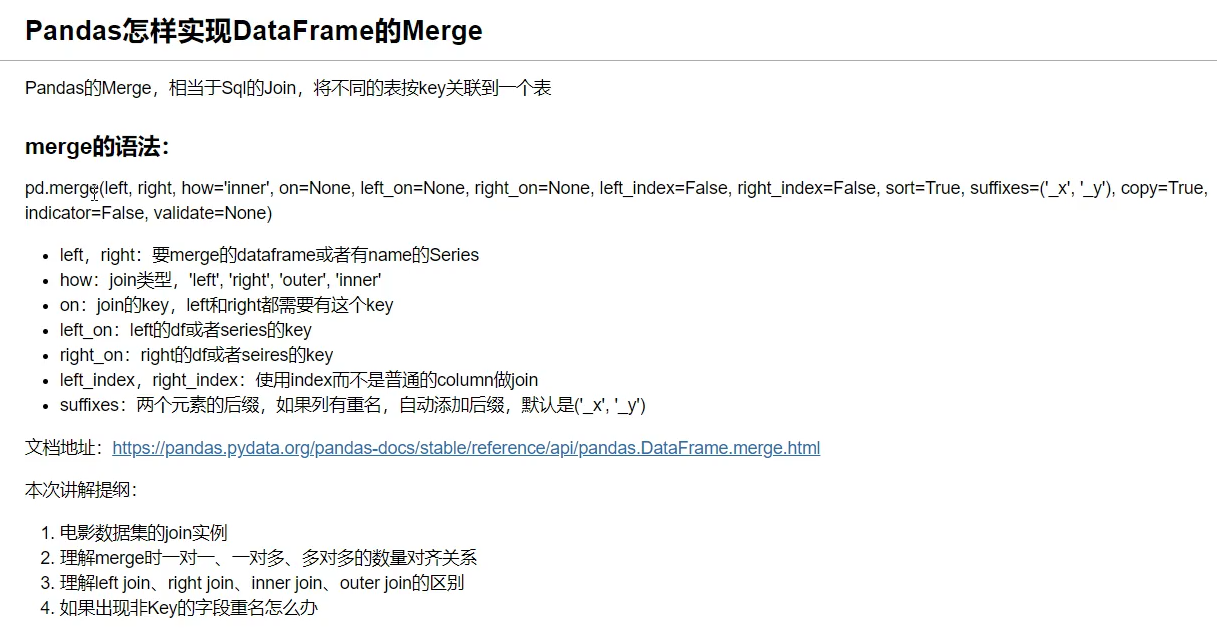 Pandas怎样实现DataFrame的Merge
Pandas的Merge，相当于Sql的Join，将不同的表按key关联到一个表
merge的语法：
pd.merge(left, right, how='inner', on=None, left_on=None, right_on=None, left_index=False, right_index=False, sort=True, suffixes=('_x', '_y'), copy=True,
indicator=False, validate=None)
• left，right：要merge的dataframe或者有name的Series
• how：join类型，'left', 'right', 'outer', 'inner'
• on：join的key，left和right都需要有这个key
• left_on：left的df或者series的key
• right_on：right的df或者seires的key
• left_index，right_index：使用index而不是普通的column做join
• suffixes：两个元素的后缀，如果列有重名，自动添加后缀，默认是('_x', '_y')
文档地址：https://pandas.pydata.org/pandas-docs/stable/reference/api/pandas.DataFrame.merge.html
本次讲解提纲：
1. 电影数据集的join实例
2. 理解merge时一对一、一对多、多对多的数量对齐关系
3. 理解left join、right join、inner join、outer join的区别
4. 如果出现非Key的字段重名怎么办